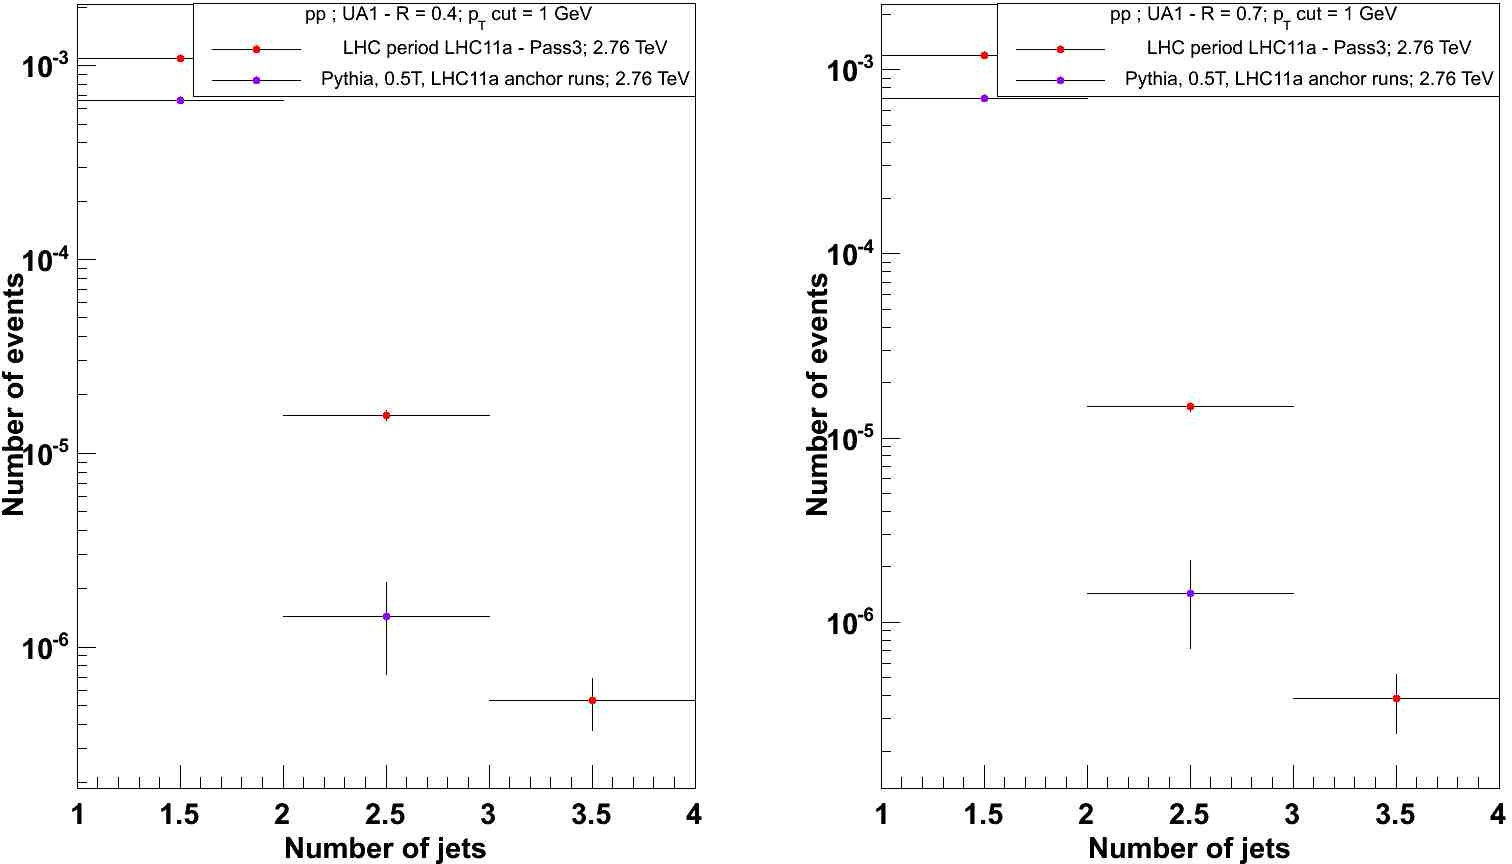 pp ; UA1 - R = 0.4; pT cut = 1 GeV
LHC period LHC11a - Pass3; 2.76 TeV
Pythia, 0.5T, LHC11a anchor runs; 2.76 TeV
10-3
10-4
10-5
10-6
Number of events
1 1.5 2 2.5 3 3.5 4
Number of jets
pp ; UA1 - R = 0.7; pT cut = 1 GeV
LHC period LHC11a - Pass3; 2.76 TeV
Pythia, 0.5T, LHC11a anchor runs; 2.76 TeV
10-3
10-4
10-5
10-6
Number of events
1 1.5 2 2.5 3 3.5 4
Number of jets